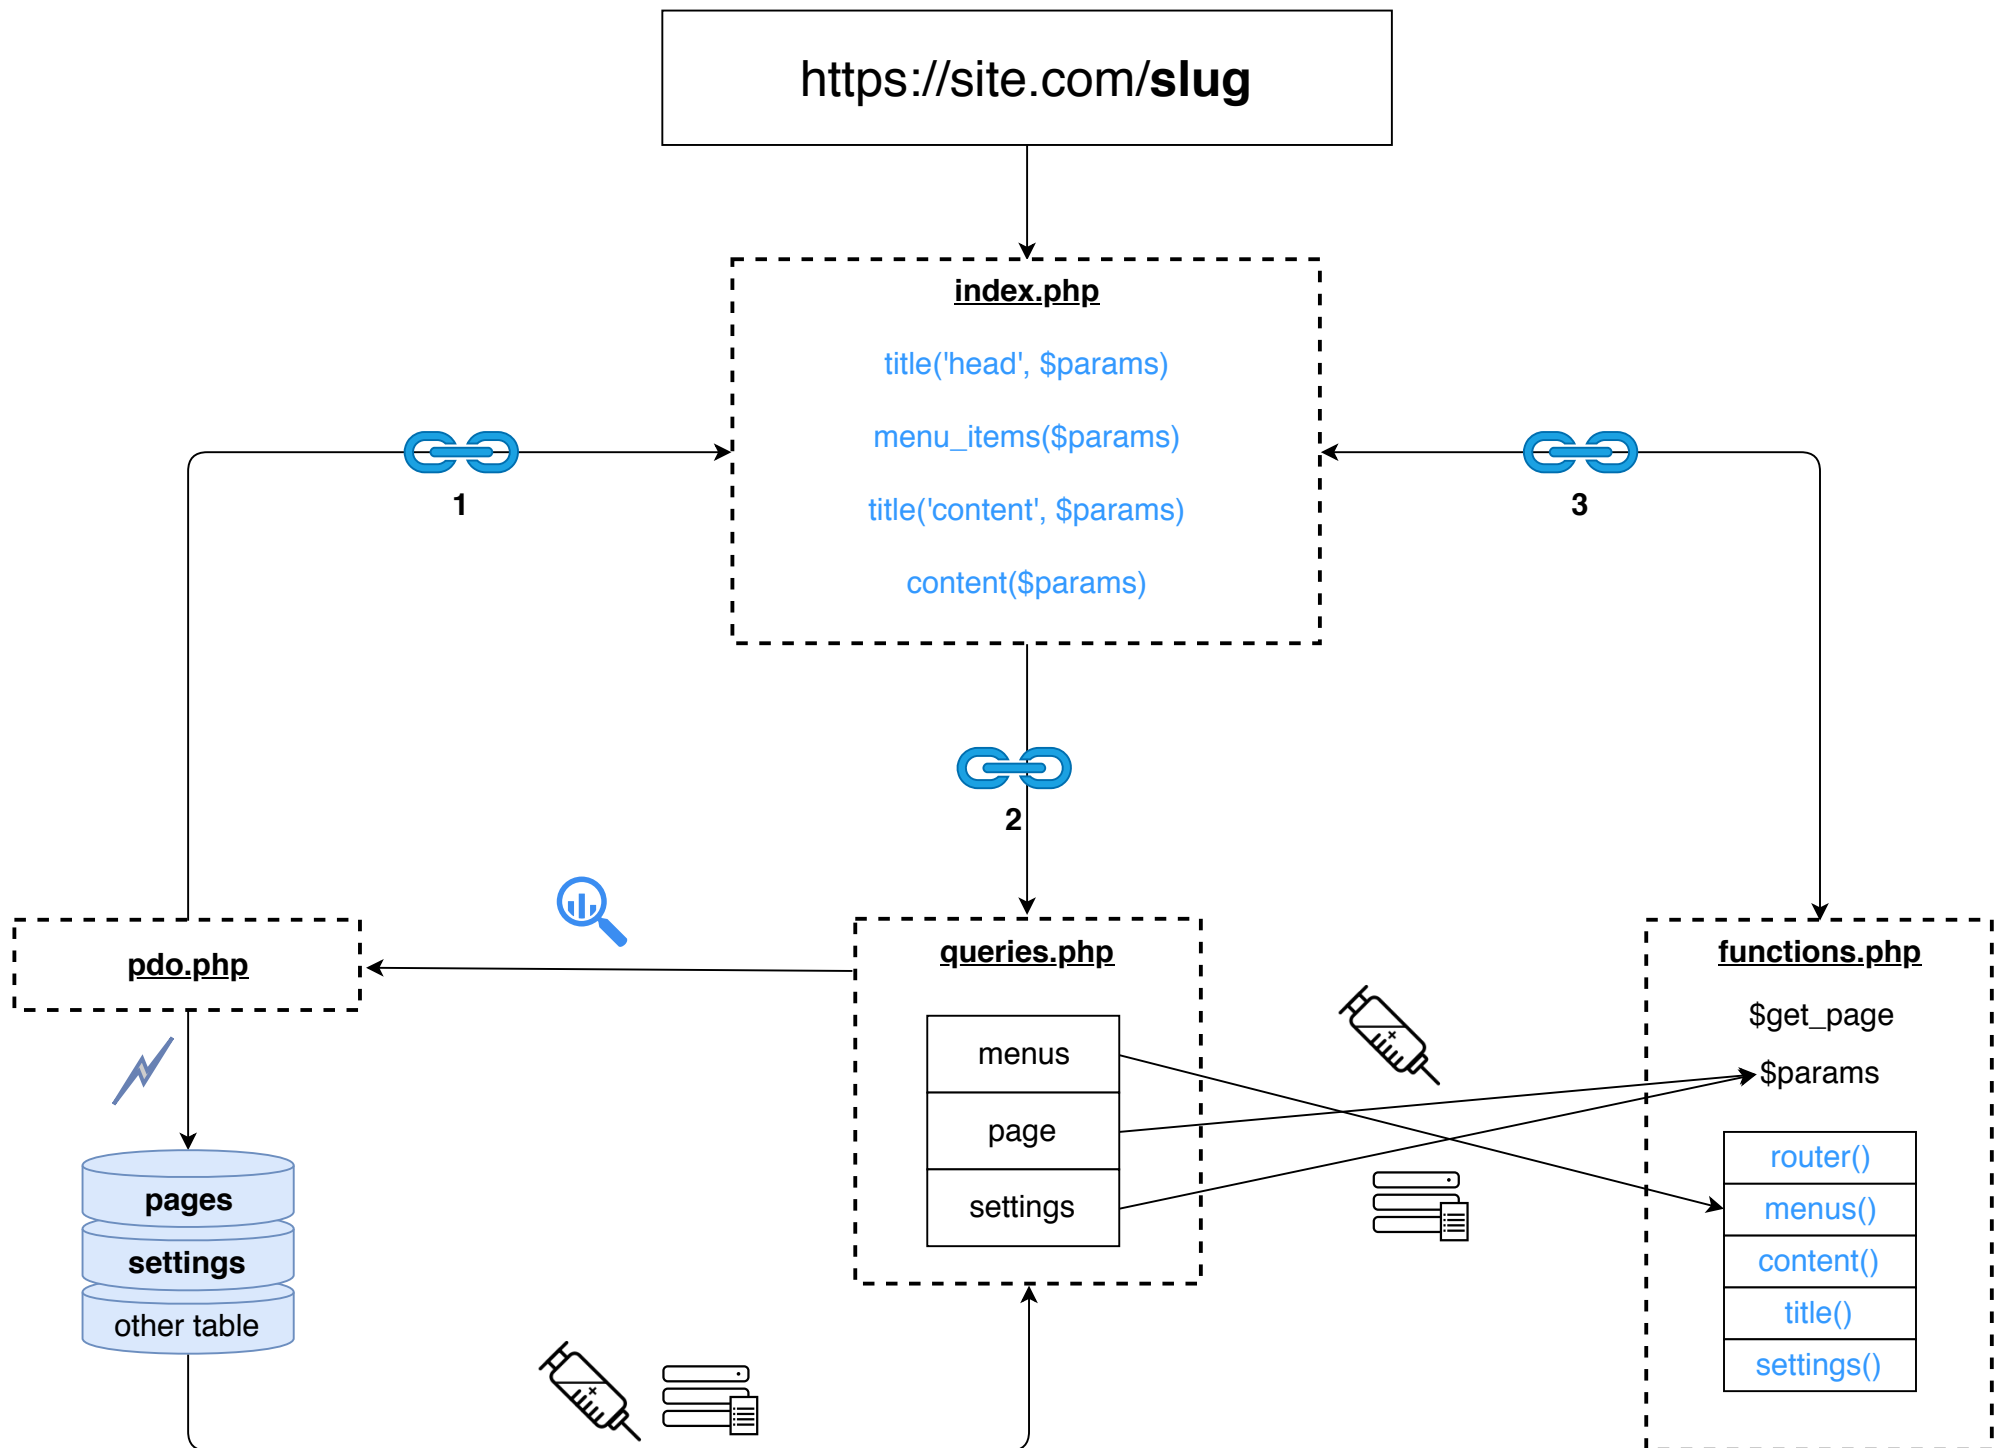 https://site.com/slug
index.php
title('head', $params)
menu_items($params)
title('content', $params)
content($params)
1
3
2
pdo.php
queries.php
functions.php
$get_page
$params
menus
page
settings
router()
menus()
content()
title()
settings()
pages
settings
other table